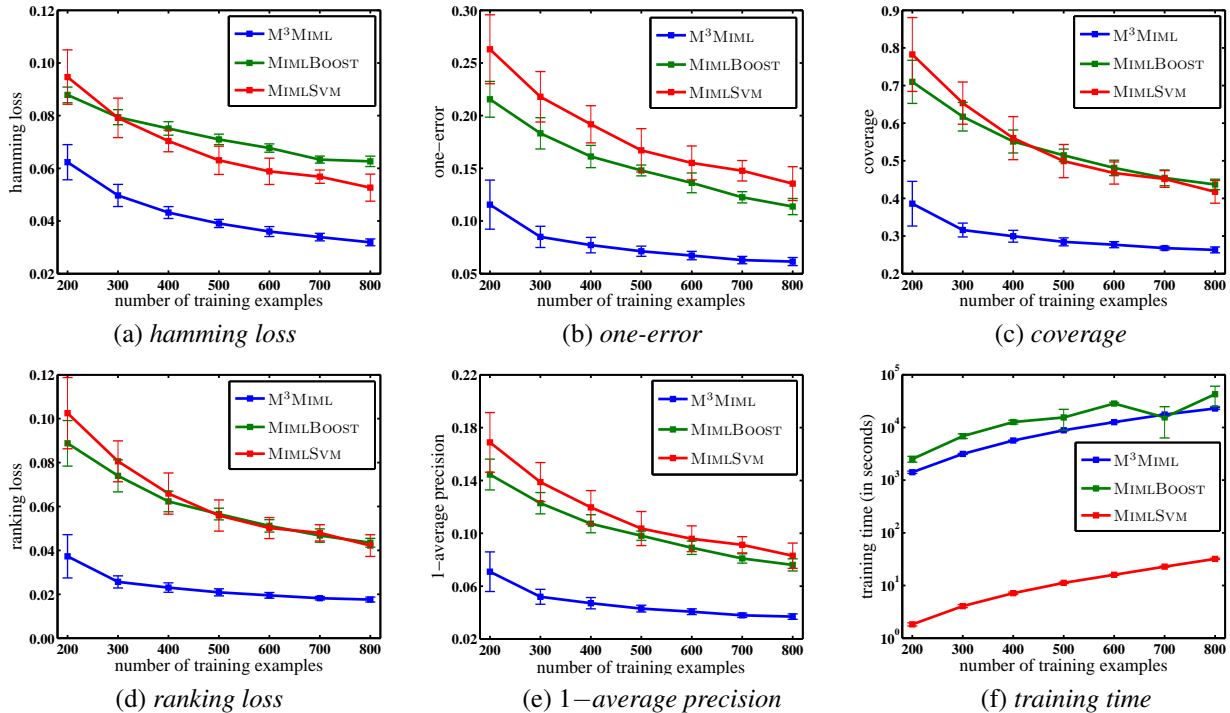 0.12
0.10
0.08
0.06
0.04
0.02
hamming loss
M³MIML
MIMLBOOST
MIMLSVM
200 300 400 500 600 700 800
number of training examples
(a) hamming loss
0.30
0.25
0.20
0.15
0.10
0.05
one−error
M³MIML
MIMLBOOST
MIMLSVM
200 300 400 500 600 700 800
number of training examples
(b) one-error
0.9
0.8
0.7
0.6
0.5
0.4
0.3
0.2
coverage
M³MIML
MIMLBOOST
MIMLSVM
200 300 400 500 600 700 800
number of training examples
(c) coverage
0.12
0.10
0.08
0.06
0.04
0.02
0.00
ranking loss
M³MIML
MIMLBOOST
MIMLSVM
200 300 400 500 600 700 800
number of training examples
(d) ranking loss
0.22
0.18
0.14
0.10
0.06
0.02
1−average precision
M³MIML
MIMLBOOST
MIMLSVM
200 300 400 500 600 700 800
number of training examples
(e) 1−average precision
10⁵
10⁴
10³
10²
10¹
10⁰
training time (in seconds)
M³MIML
MIMLBOOST
MIMLSVM
200 300 400 500 600 700 800
number of training examples
(f) training time